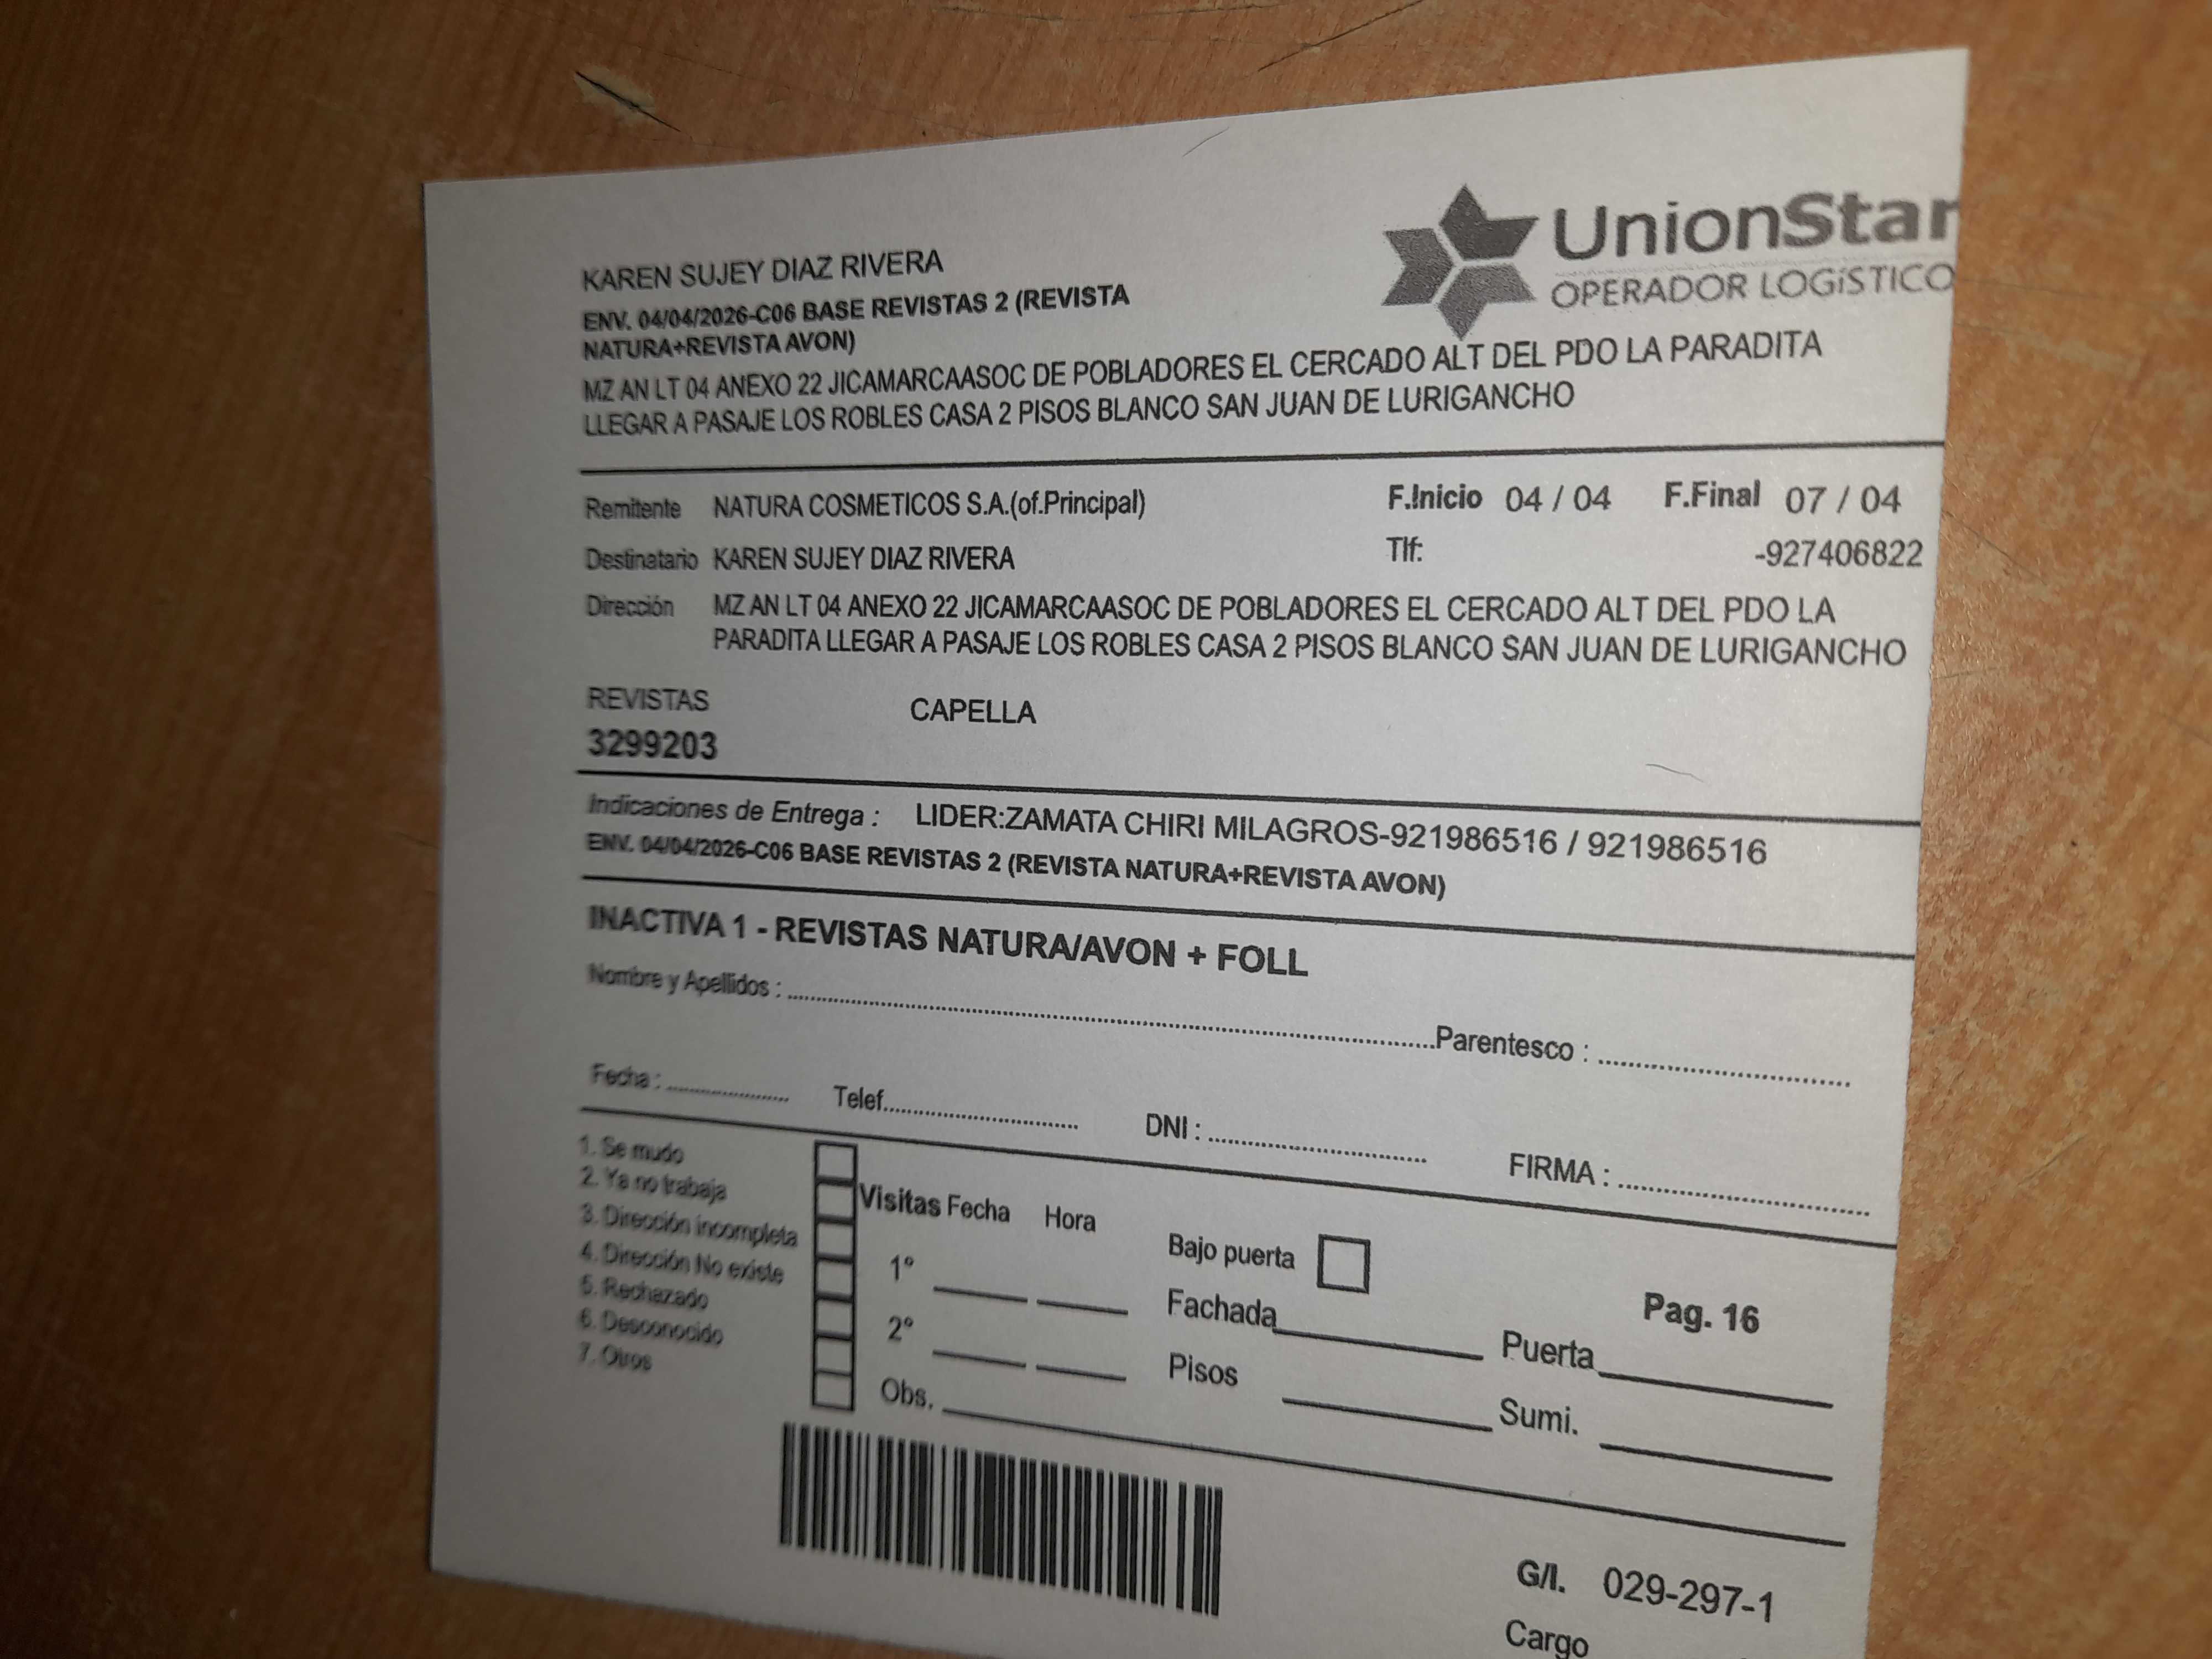 UnionStar
OPERADOR LOGíSTICO
KAREN SUJEY DIAZ RIVERA
ENV. 04/04/2026-C06 BASE REVISTAS 2 (REVISTA
NATURA+REVISTA AVON)
MZ AN LT 04 ANEXO 22 JICAMARCAASOC DE POBLADORES EL CERCADO ALT DEL PDO LA PARADITA
LLEGAR A PASAJE LOS ROBLES CASA 2 PISOS BLANCO SAN JUAN DE LURIGANCHO
Remitente NATURA COSMETICOS S.A.(of.Principal) F.Inicio 04 / 04 F.Final 07 / 04
Destinatario KAREN SUJEY DIAZ RIVERA Tlf: -927406822
Dirección MZ AN LT 04 ANEXO 22 JICAMARCAASOC DE POBLADORES EL CERCADO ALT DEL PDO LA
PARADITA LLEGAR A PASAJE LOS ROBLES CASA 2 PISOS BLANCO SAN JUAN DE LURIGANCHO
REVISTAS CAPELLA
3299203
Indicaciones de Entrega : LIDER:ZAMATA CHIRI MILAGROS-921986516 / 921986516
ENV. 04/04/2026-C06 BASE REVISTAS 2 (REVISTA NATURA+REVISTA AVON)
INACTIVA 1 - REVISTAS NATURA/AVON + FOLL
Nombre y Apellidos : Parentesco :
Fecha : Telef. DNI : FIRMA :
1. Se mudo
2. Ya no trabaja
3. Dirección incompleta
4. Dirección No existe
5. Rechazado
6. Desconocido
7. Otros
Visitas Fecha Hora
1°
2°
Obs.
Bajo puerta
Fachada
Pisos
Pag. 16
Puerta
Sumi.
G/I. 029-297-1
Cargo